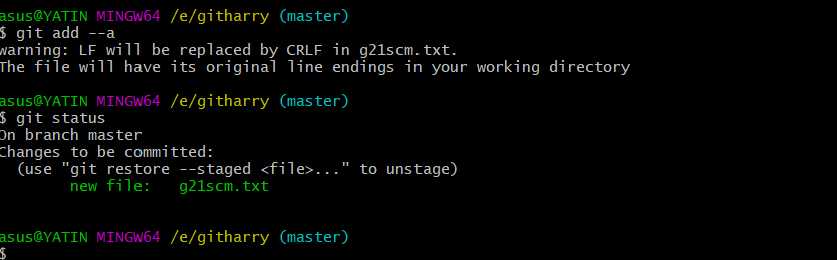 asus@YATIN MINGW64 /e/githarry (master)
$ git add --a
warning: LF will be replaced by CRLF in g21scm.txt.
The file will have its original line endings in your working directory
asus@YATIN MINGW64 /e/githarry (master)
$ git status
On branch master
Changes to be committed:
  (use "git restore --staged <file>..." to unstage)
        new file:   g21scm.txt
asus@YATIN MINGW64 /e/githarry (master)
$